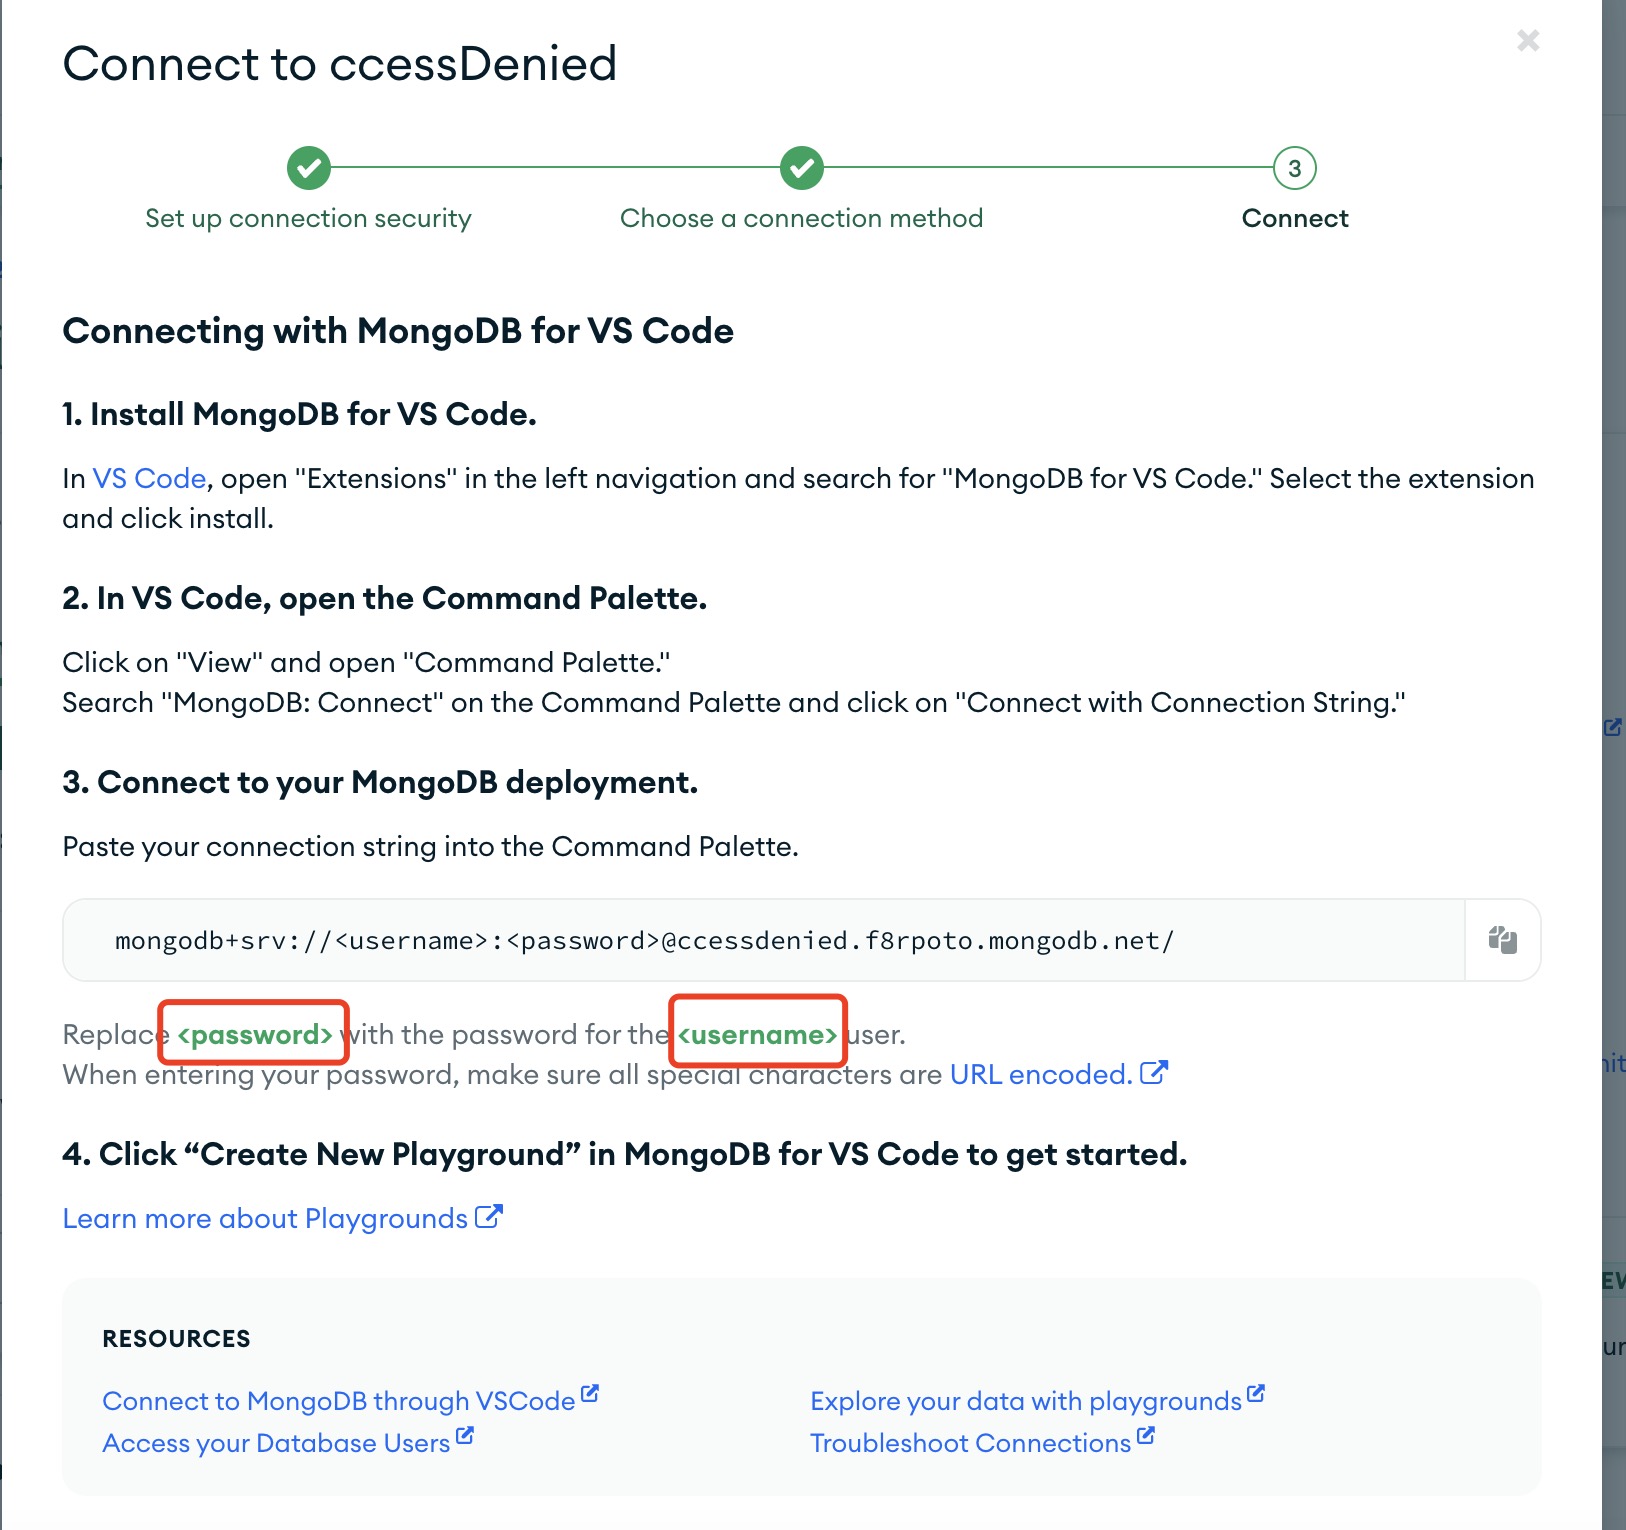 Connect to ccessDenied
3
Set up connection security
Choose a connection method
Connect
Connecting with MongoDB for VS Code
1. Install MongoDB for VS Code.
In VS Code, open "Extensions" in the left navigation and search for "MongoDB for VS Code." Select the extension
and click install.
2. In VS Code, open the Command Palette.
Click on "View" and open "Command Palette."
Search "MongoDB: Connect" on the Command Palette and click on "Connect with Connection String."
3. Connect to your MongoDB deployment.
Paste your connection string into the Command Palette.
mongodb+srv://<username>:<password>@ccessdenied.f8rpoto.mongodb.net/
Replace <password> with the password for the <username> user.
When entering your password, make sure all special characters are URL encoded.
4. Click “Create New Playground” in MongoDB for VS Code to get started.
Learn more about Playgrounds
RESOURCES
Connect to MongoDB through VSCode
Explore your data with playgrounds
Access your Database Users
Troubleshoot Connections